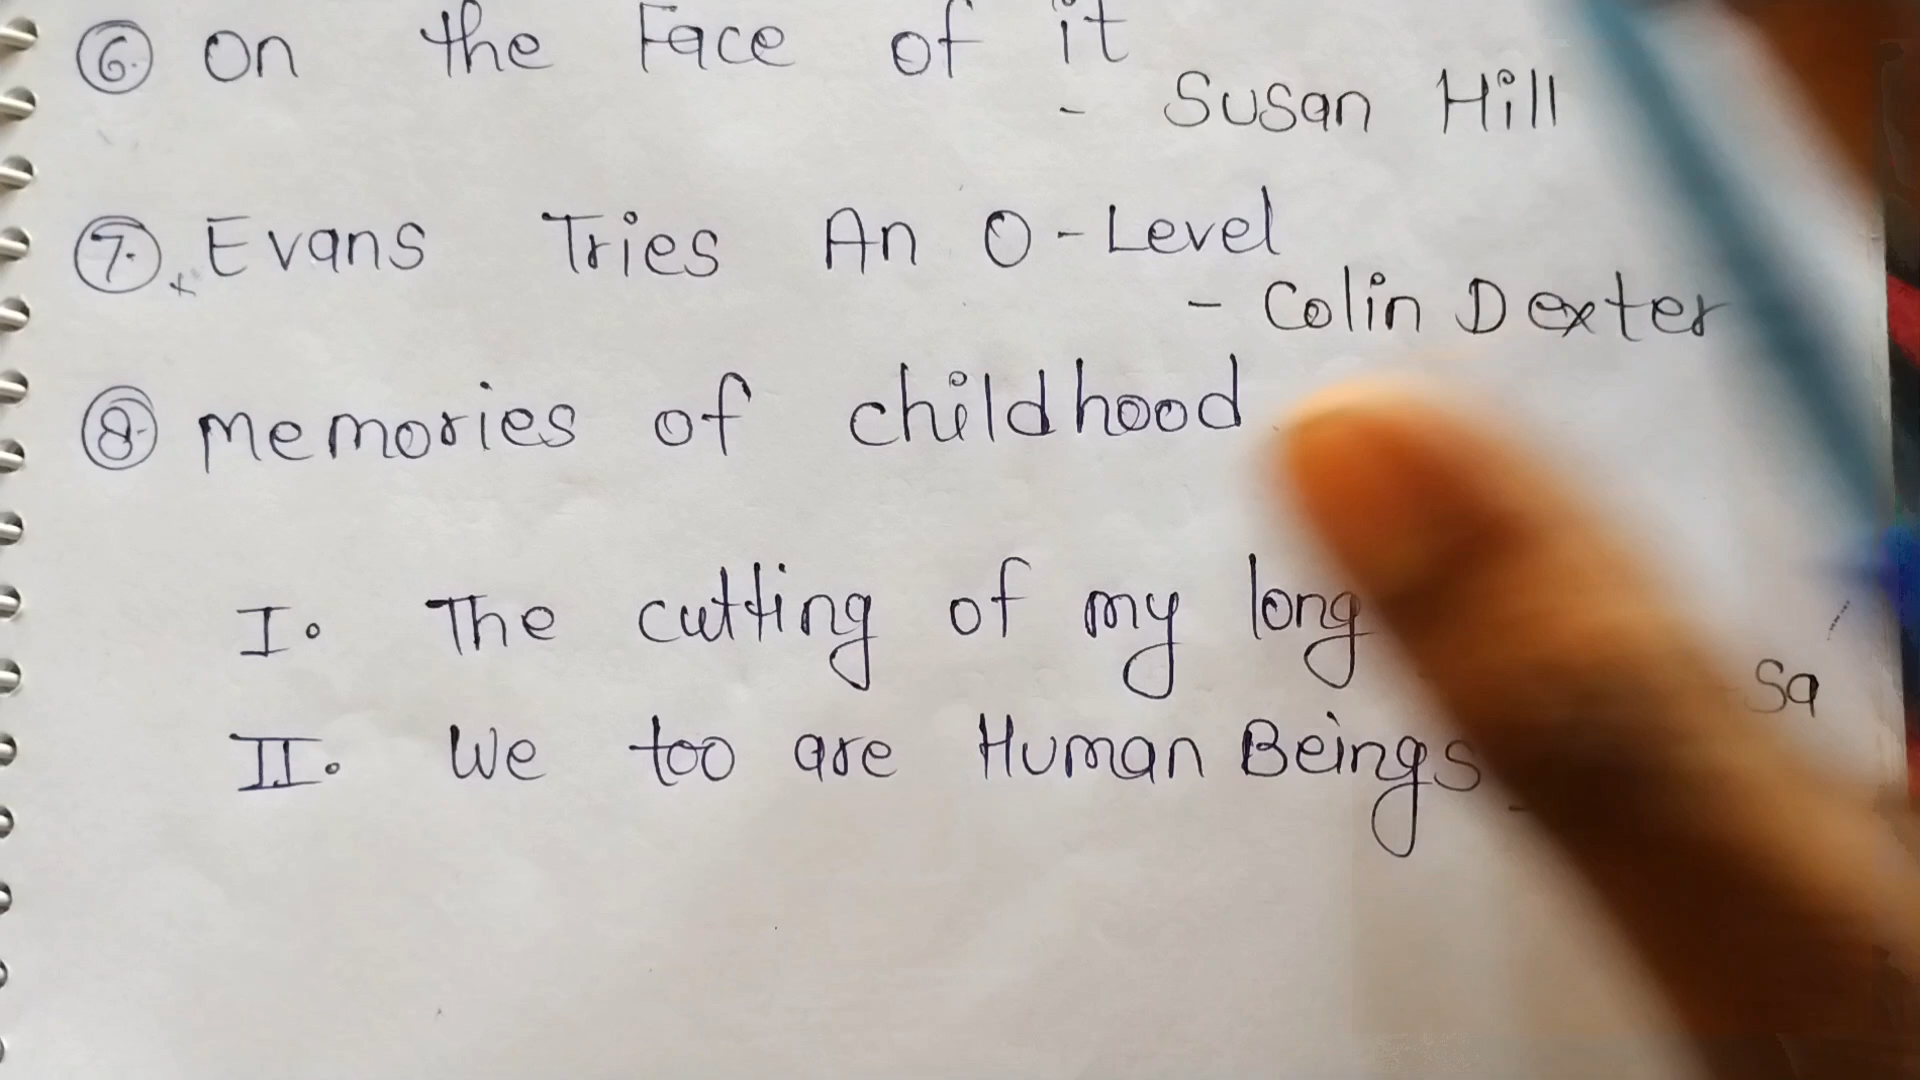 6. On the Face of it
- Susan Hill
7. Evans Tries An O-Level
- Colin Dexter
8. Memories of childhood
I. The cutting of my long
Sa
II. We too are Human Beings